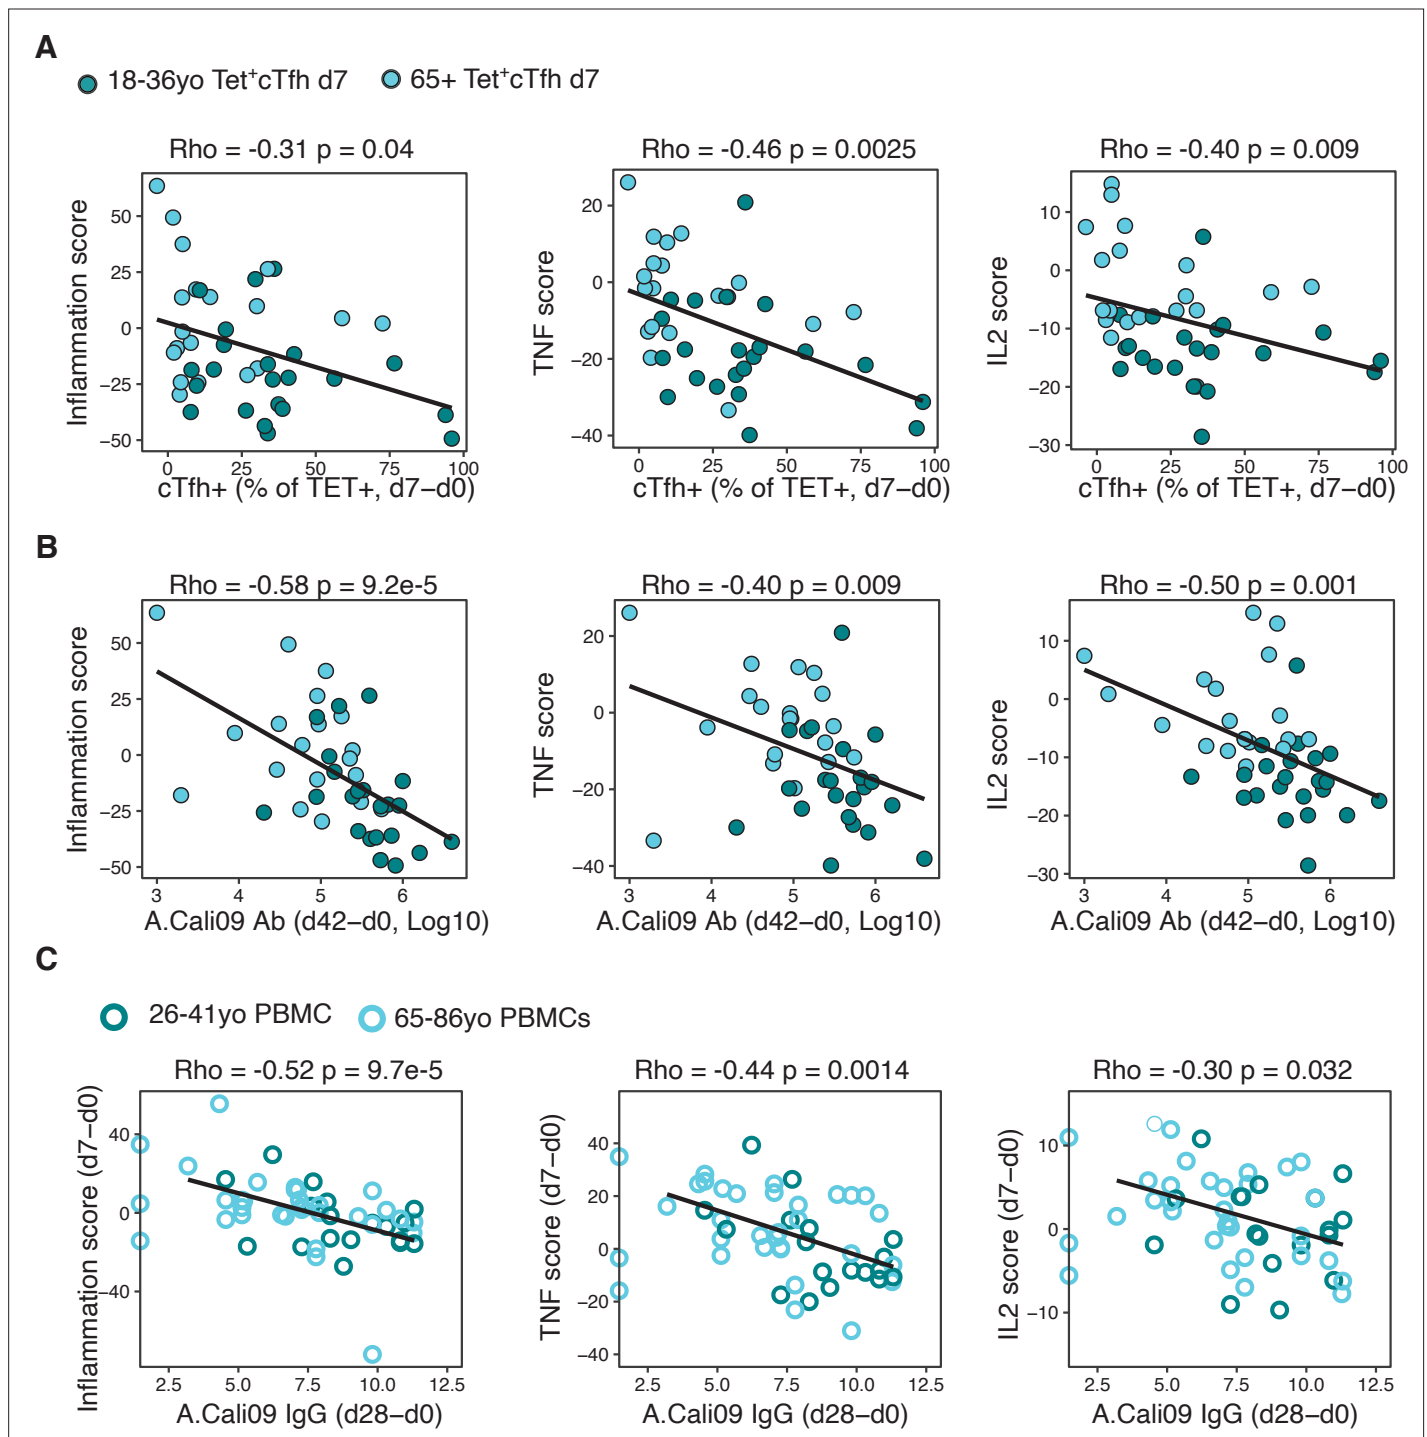 A
18-36yo Tet⁺cTfh d7
65+ Tet⁺cTfh d7
Rho = -0.31 p = 0.04
Rho = -0.46 p = 0.0025
Rho = -0.40 p = 0.009
Inflammation score
50
25
0
−25
−50
0
25
50
75
100
cTfh+ (% of TET+, d7−d0)
TNF score
20
0
−20
−40
0
25
50
75
100
cTfh+ (% of TET+, d7−d0)
IL2 score
10
0
−10
−20
−30
0
25
50
75
100
cTfh+ (% of TET+, d7−d0)
B
Rho = -0.58 p = 9.2e-5
Rho = -0.40 p = 0.009
Rho = -0.50 p = 0.001
Inflammation score
50
25
0
−25
−50
3
4
5
6
A.Cali09 Ab (d42−d0, Log10)
TNF score
20
0
−20
−40
3
4
5
6
A.Cali09 Ab (d42−d0, Log10)
IL2 score
10
0
−10
−20
−30
3
4
5
6
A.Cali09 Ab (d42−d0, Log10)
C
26-41yo PBMC
65-86yo PBMCs
Rho = -0.52 p = 9.7e-5
Rho = -0.44 p = 0.0014
Rho = -0.30 p = 0.032
Inflammation score (d7−d0)
40
0
−40
2.5
5.0
7.5
10.0
12.5
A.Cali09 IgG (d28−d0)
TNF score (d7−d0)
40
20
0
−20
−40
2.5
5.0
7.5
10.0
12.5
A.Cali09 IgG (d28−d0)
IL2 score (d7−d0)
10
0
−10
2.5
5.0
7.5
10.0
12.5
A.Cali09 IgG (d28−d0)